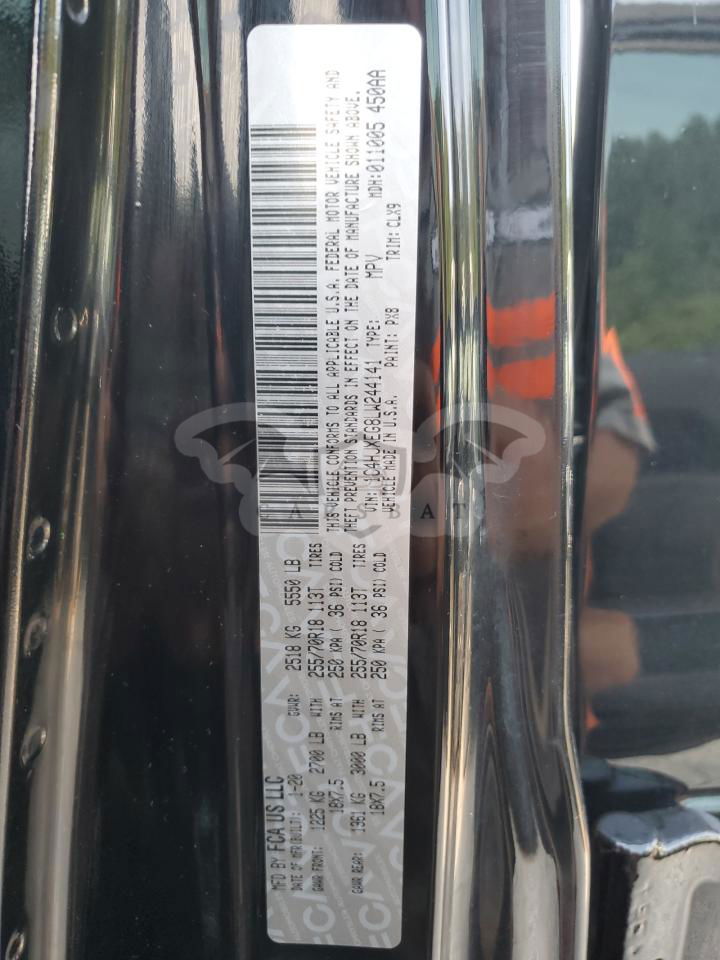 MFD BY FCA US LLC
DATE OF MFR(BUILT): 1-20 GVWR: 2518 KG 5550 LB
GAWR FRONT: 1225 KG 2700 LB WITH 255/70R18 113T TIRES
18X7.5 RIMS AT 250 KPA ( 36 PSI) COLD
GAWR REAR: 1361 KG 3000 LB WITH 255/70R18 113T TIRES
18X7.5 RIMS AT 250 KPA ( 36 PSI) COLD
THIS VEHICLE CONFORMS TO ALL APPLICABLE U.S.A. FEDERAL MOTOR VEHICLE SAFETY AND
THEFT PREVENTION STANDARDS IN EFFECT ON THE DATE OF MANUFACTURE SHOWN ABOVE.
VIN: 1C4HJXEG8LW244141 TYPE: MPV MDH:011005 450AA
VEHICLE MADE IN U.S.A. PAINT: PX8 TRIM: CLX9